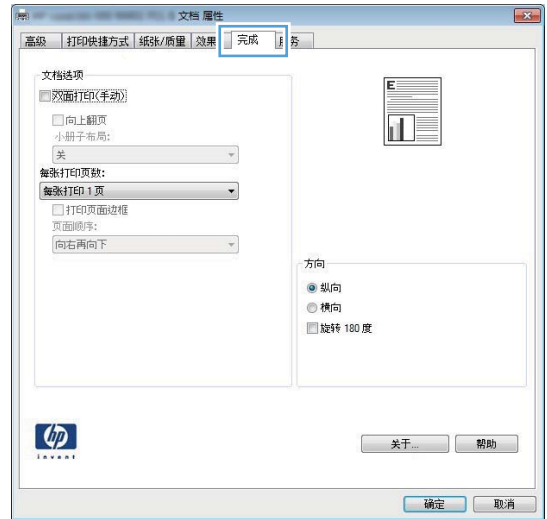 文档 属性
高级 打印快捷方式 纸张/质量 效果 完成 务
文档选项
双面打印(手动)
向上翻页
小册子布局:
关
每张打印页数:
每张打印 1 页
打印页面边框
页面顺序:
向右再向下
E
方向
纵向
横向
旋转 180 度
hp
invent
关于... 帮助
确定 取消